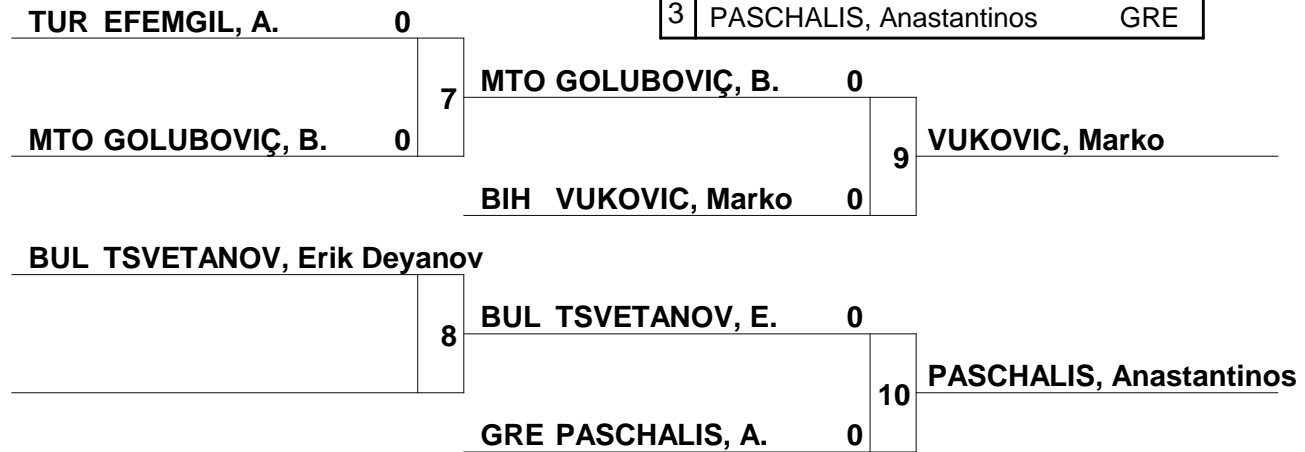 TUR EFEMGIL, A. 0
3 PASCHALIS, Anastantinos GRE
7
MTO GOLUBOVIÇ, B. 0
MTO GOLUBOVIÇ, B. 0
9
VUKOVIC, Marko
BIH VUKOVIC, Marko 0
BUL TSVETANOV, Erik Deyanov
8
BUL TSVETANOV, E. 0
10
PASCHALIS, Anastantinos
GRE PASCHALIS, A. 0